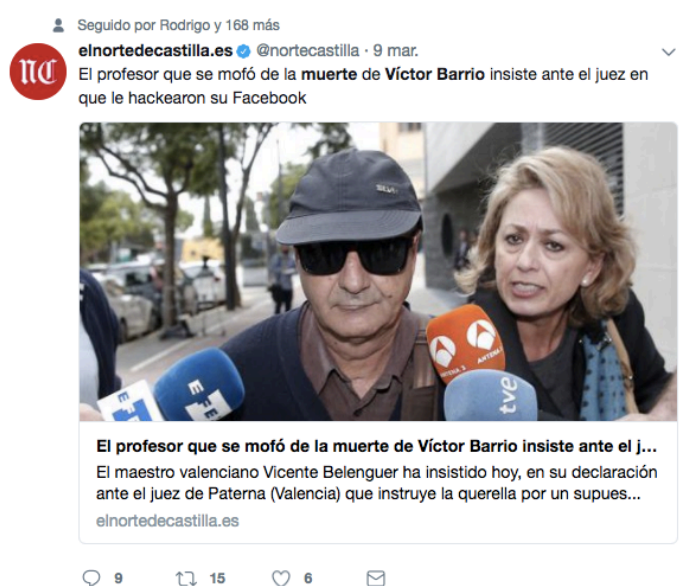 Seguido por Rodrigo y 168 más
elnortedecastilla.es @nortecastilla · 9 mar.
El profesor que se mofó de la muerte de Víctor Barrio insiste ante el juez en
que le hackearon su Facebook
NC
EFE
EFE
ANTENA 3
ANTENA 3
tve
El profesor que se mofó de la muerte de Víctor Barrio insiste ante el j...
El maestro valenciano Vicente Belenguer ha insistido hoy, en su declaración
ante el juez de Paterna (Valencia) que instruye la querella por un supues...
elnortedecastilla.es
9 15 6